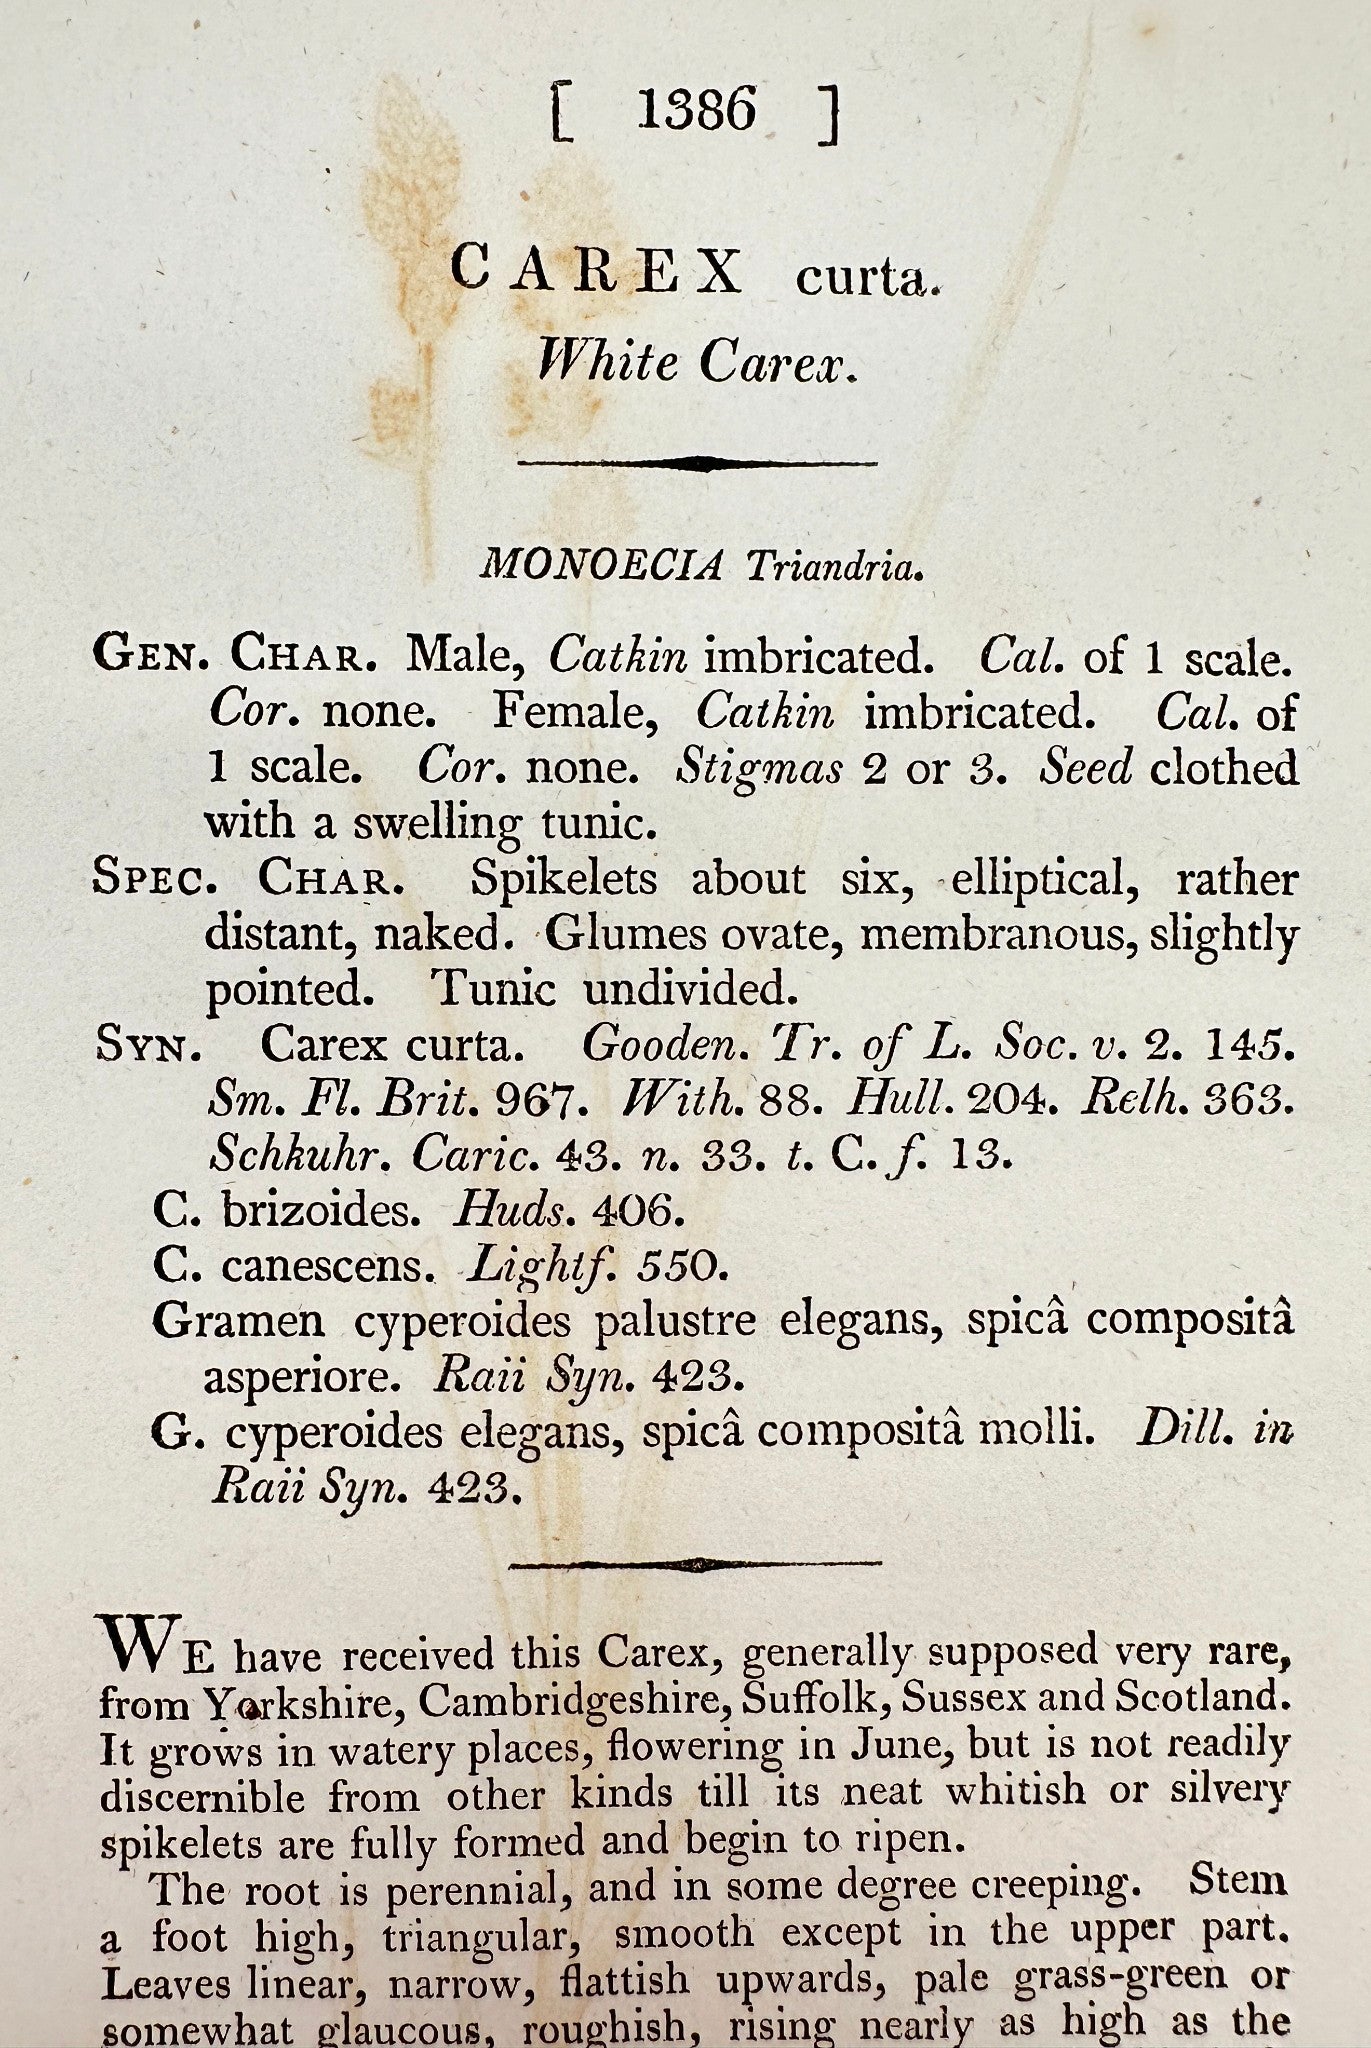 [ 1386 ]
CAREX curta.
White Carex.
MONOECIA Triandria.
GEN. CHAR. Male, Catkin imbricated. Cal. of 1 scale.
Cor. none. Female, Catkin imbricated. Cal. of
1 scale. Cor. none. Stigmas 2 or 3. Seed clothed
with a swelling tunic.
SPEC. CHAR. Spikelets about six, elliptical, rather
distant, naked. Glumes ovate, membranous, slightly
pointed. Tunic undivided.
SYN. Carex curta. Gooden. Tr. of L. Soc. v. 2. 145.
Sm. Fl. Brit. 967. With. 88. Hull. 204. Relh. 363.
Schkuhr. Caric. 43. n. 33. t. C. f. 13.
C. brizoides. Huds. 406.
C. canescens. Lightf. 550.
Gramen cyperoides palustre elegans, spicâ compositâ
asperiore. Raii Syn. 423.
G. cyperoides elegans, spicâ compositâ molli. Dill. in
Raii Syn. 423.
WE have received this Carex, generally supposed very rare,
from Yorkshire, Cambridgeshire, Suffolk, Sussex and Scotland.
It grows in watery places, flowering in June, but is not readily
discernible from other kinds till its neat whitish or silvery
spikelets are fully formed and begin to ripen.
The root is perennial, and in some degree creeping. Stem
a foot high, triangular, smooth except in the upper part.
Leaves linear, narrow, flattish upwards, pale grass-green or
somewhat glaucous, roughish, rising nearly as high as the